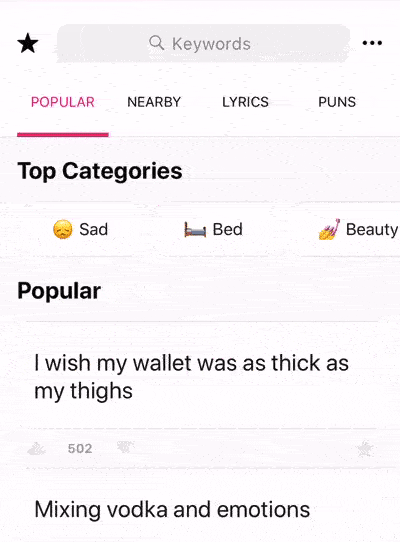 Keywords
POPULAR NEARBY LYRICS PUNS
Top Categories
Sad Bed Beauty
Popular
I wish my wallet was as thick as
my thighs
502
Mixing vodka and emotions